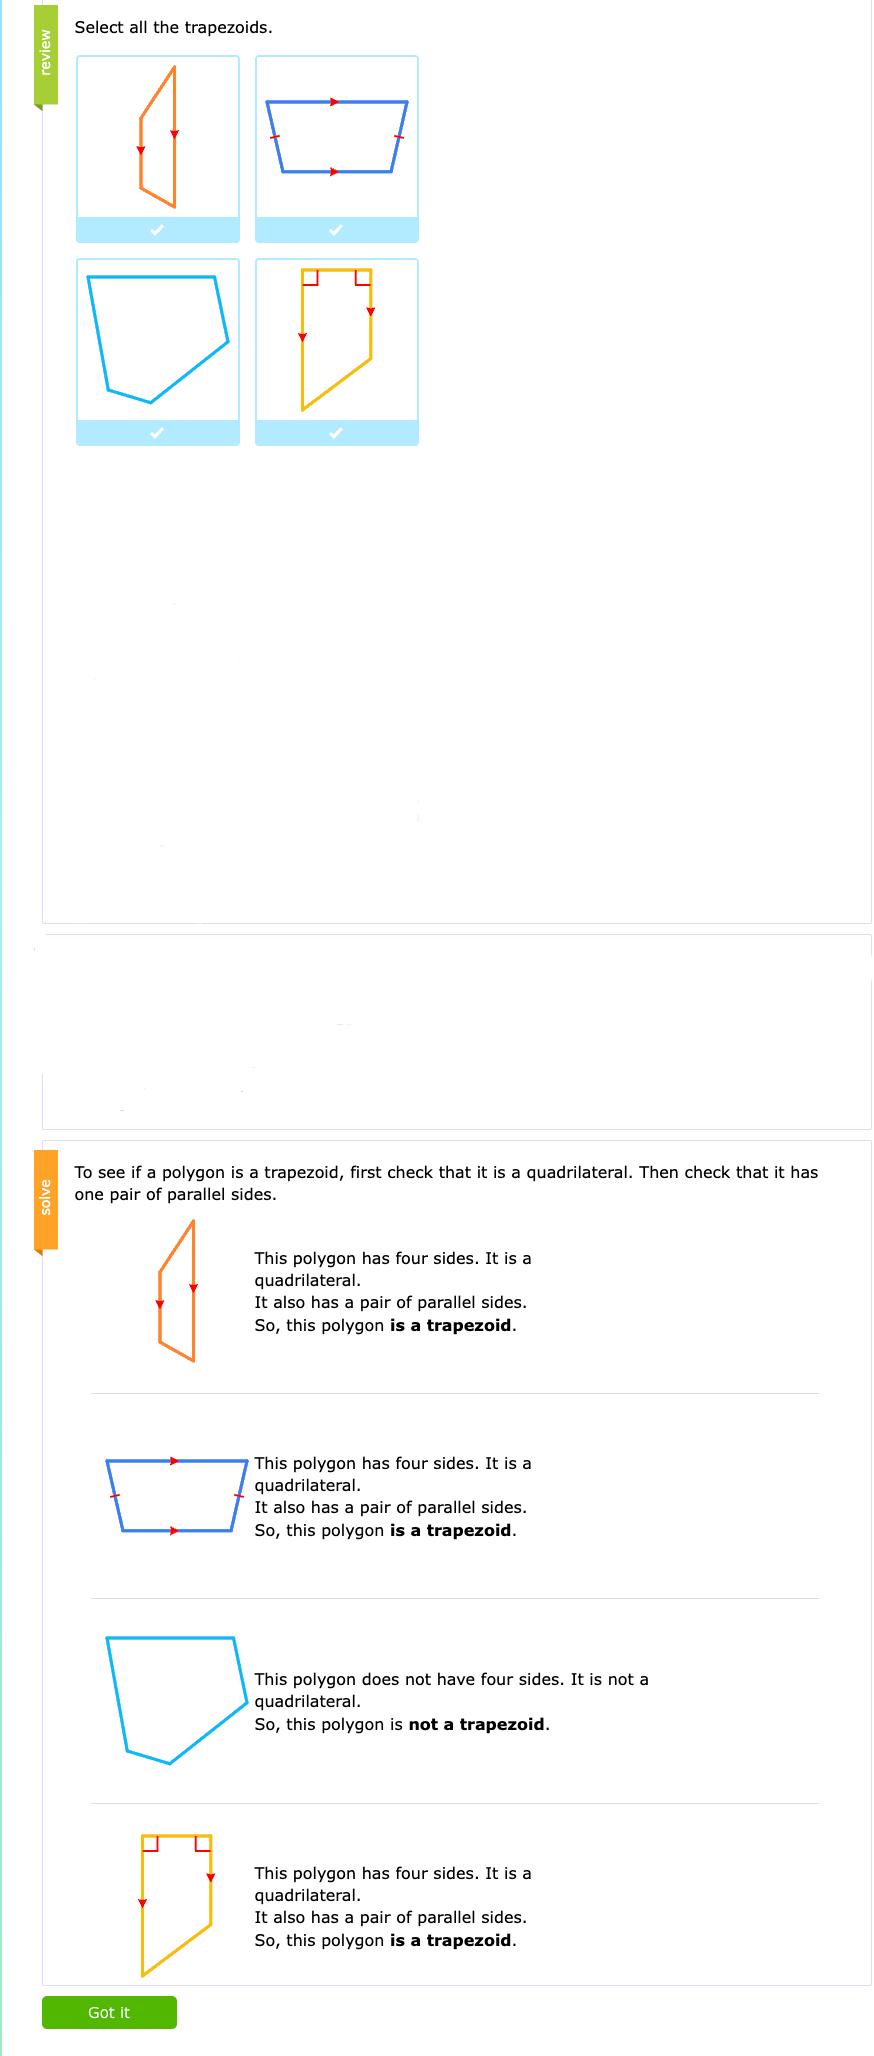 review
Select all the trapezoids.
solve
To see if a polygon is a trapezoid, first check that it is a quadrilateral. Then check that it has
one pair of parallel sides.
This polygon has four sides. It is a
quadrilateral.
It also has a pair of parallel sides.
So, this polygon is a trapezoid.
This polygon has four sides. It is a
quadrilateral.
It also has a pair of parallel sides.
So, this polygon is a trapezoid.
This polygon does not have four sides. It is not a
quadrilateral.
So, this polygon is not a trapezoid.
This polygon has four sides. It is a
quadrilateral.
It also has a pair of parallel sides.
So, this polygon is a trapezoid.
Got it